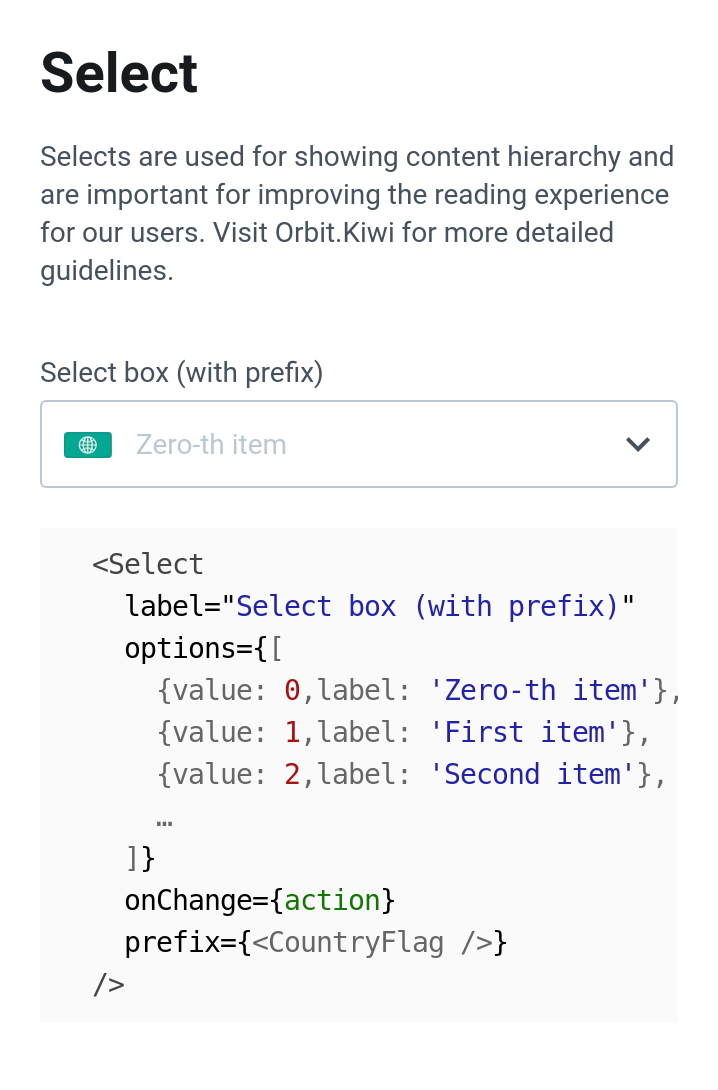 Select
Selects are used for showing content hierarchy and
are important for improving the reading experience
for our users. Visit Orbit.Kiwi for more detailed
guidelines.
Select box (with prefix)
Zero-th item
<Select
  label="Select box (with prefix)"
  options={[
    {value: 0,label: 'Zero-th item'},
    {value: 1,label: 'First item'},
    {value: 2,label: 'Second item'},
    …
  ]}
  onChange={action}
  prefix={<CountryFlag />}
/>